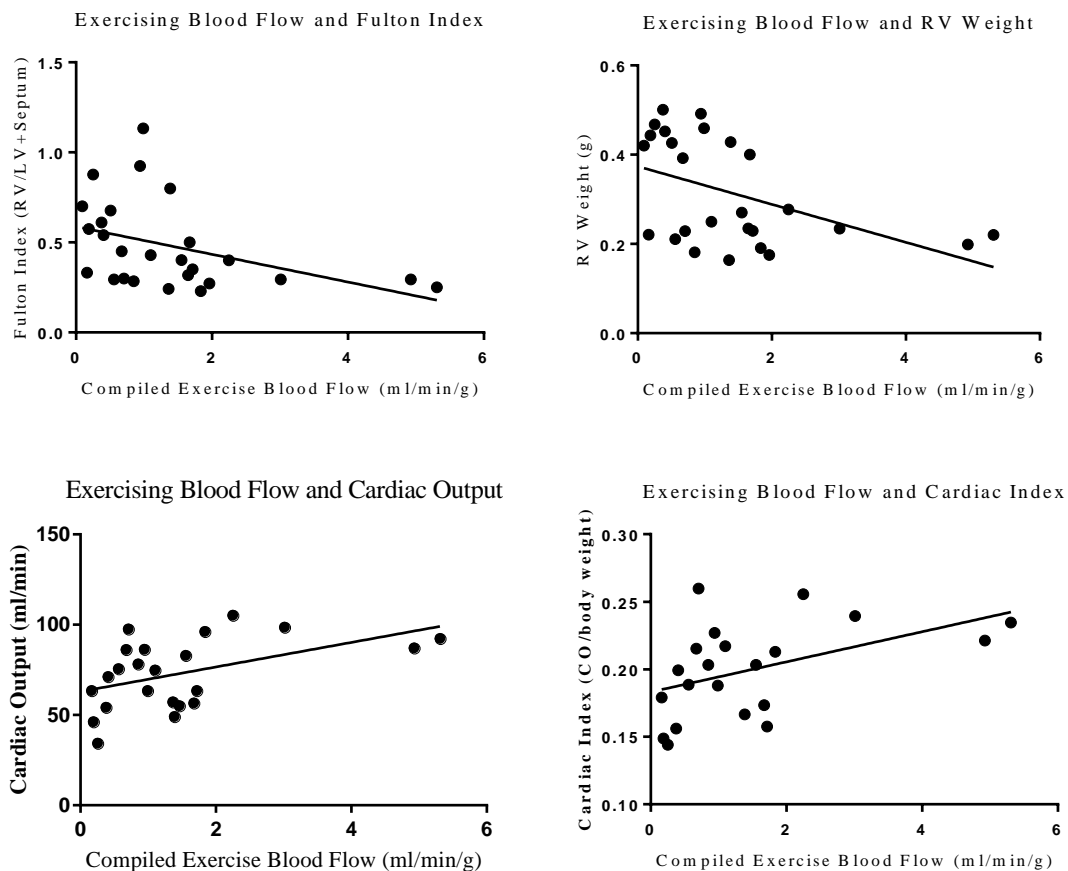 Exercising Blood Flow and Fulton Index
Fulton Index (RV/LV+Septum)
1.5
1.0
0.5
0.0
0 2 4 6
Compiled Exercise Blood Flow (ml/min/g)
Exercising Blood Flow and RV Weight
RV Weight (g)
0.6
0.4
0.2
0.0
0 2 4 6
Compiled Exercise Blood Flow (ml/min/g)
Exercising Blood Flow and Cardiac Output
Cardiac Output (ml/min)
150
100
50
0
0 2 4 6
Compiled Exercise Blood Flow (ml/min/g)
Exercising Blood Flow and Cardiac Index
Cardiac Index (CO/body weight)
0.30
0.25
0.20
0.15
0.10
0 2 4 6
Compiled Exercise Blood Flow (ml/min/g)